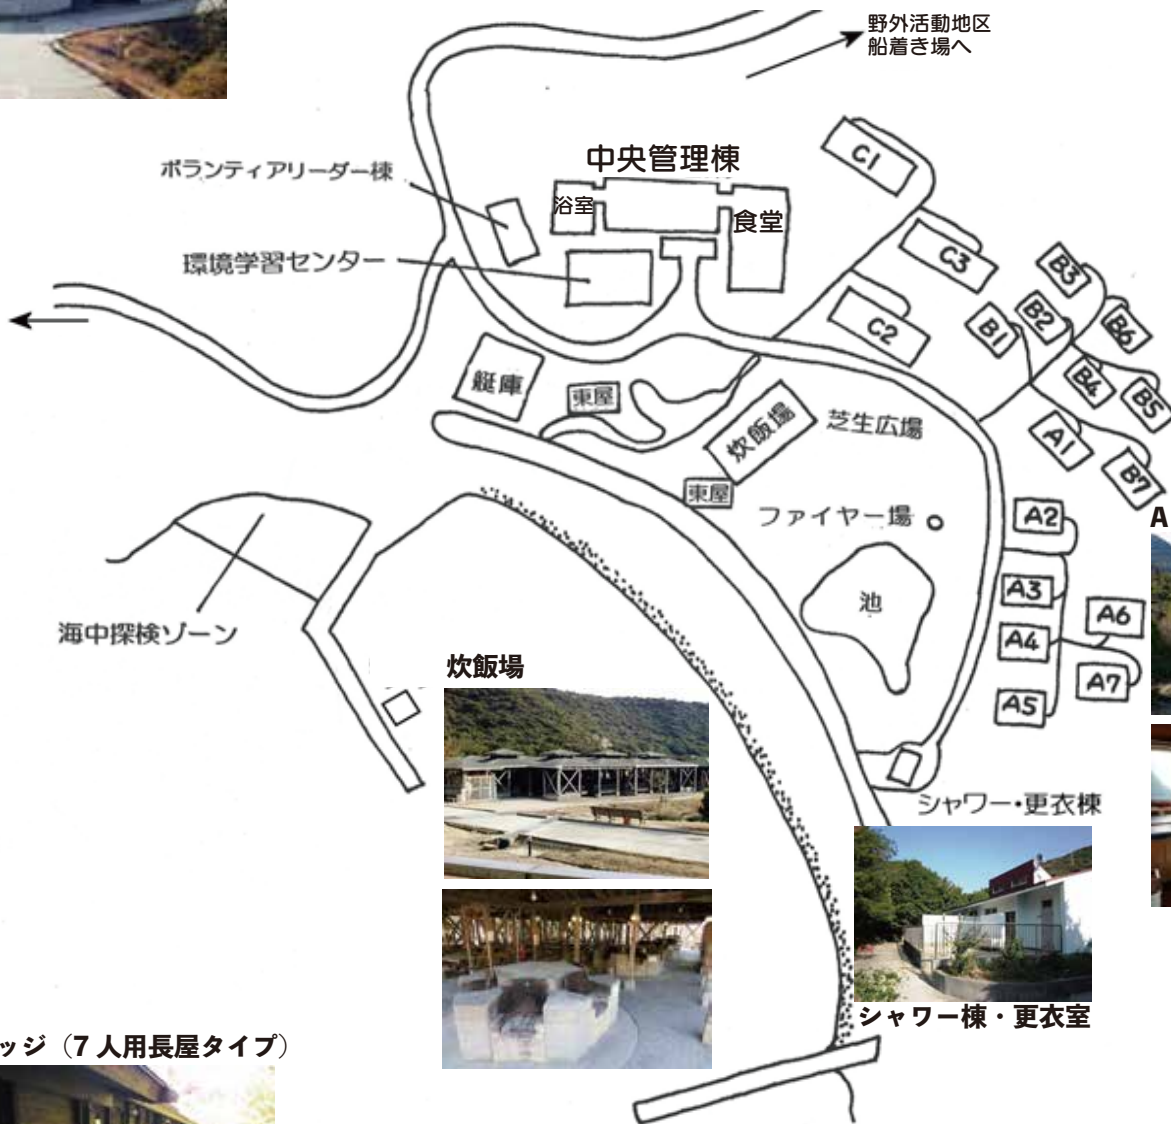 野外活動地区
船着き場へ
ボランティアリーダー棟
中央管理棟
浴室
食堂
環境学習センター
C1
C3
C2
B3
B2
B1
B6
B4
B5
A1
B7
艇庫
東屋
炊飯場
芝生広場
東屋
ファイヤー場
A2
A
A3
池
A6
A4
A7
A5
海中探検ゾーン
炊飯場
シャワー・更衣棟
シャワー棟・更衣室
ッジ（7人用長屋タイプ）